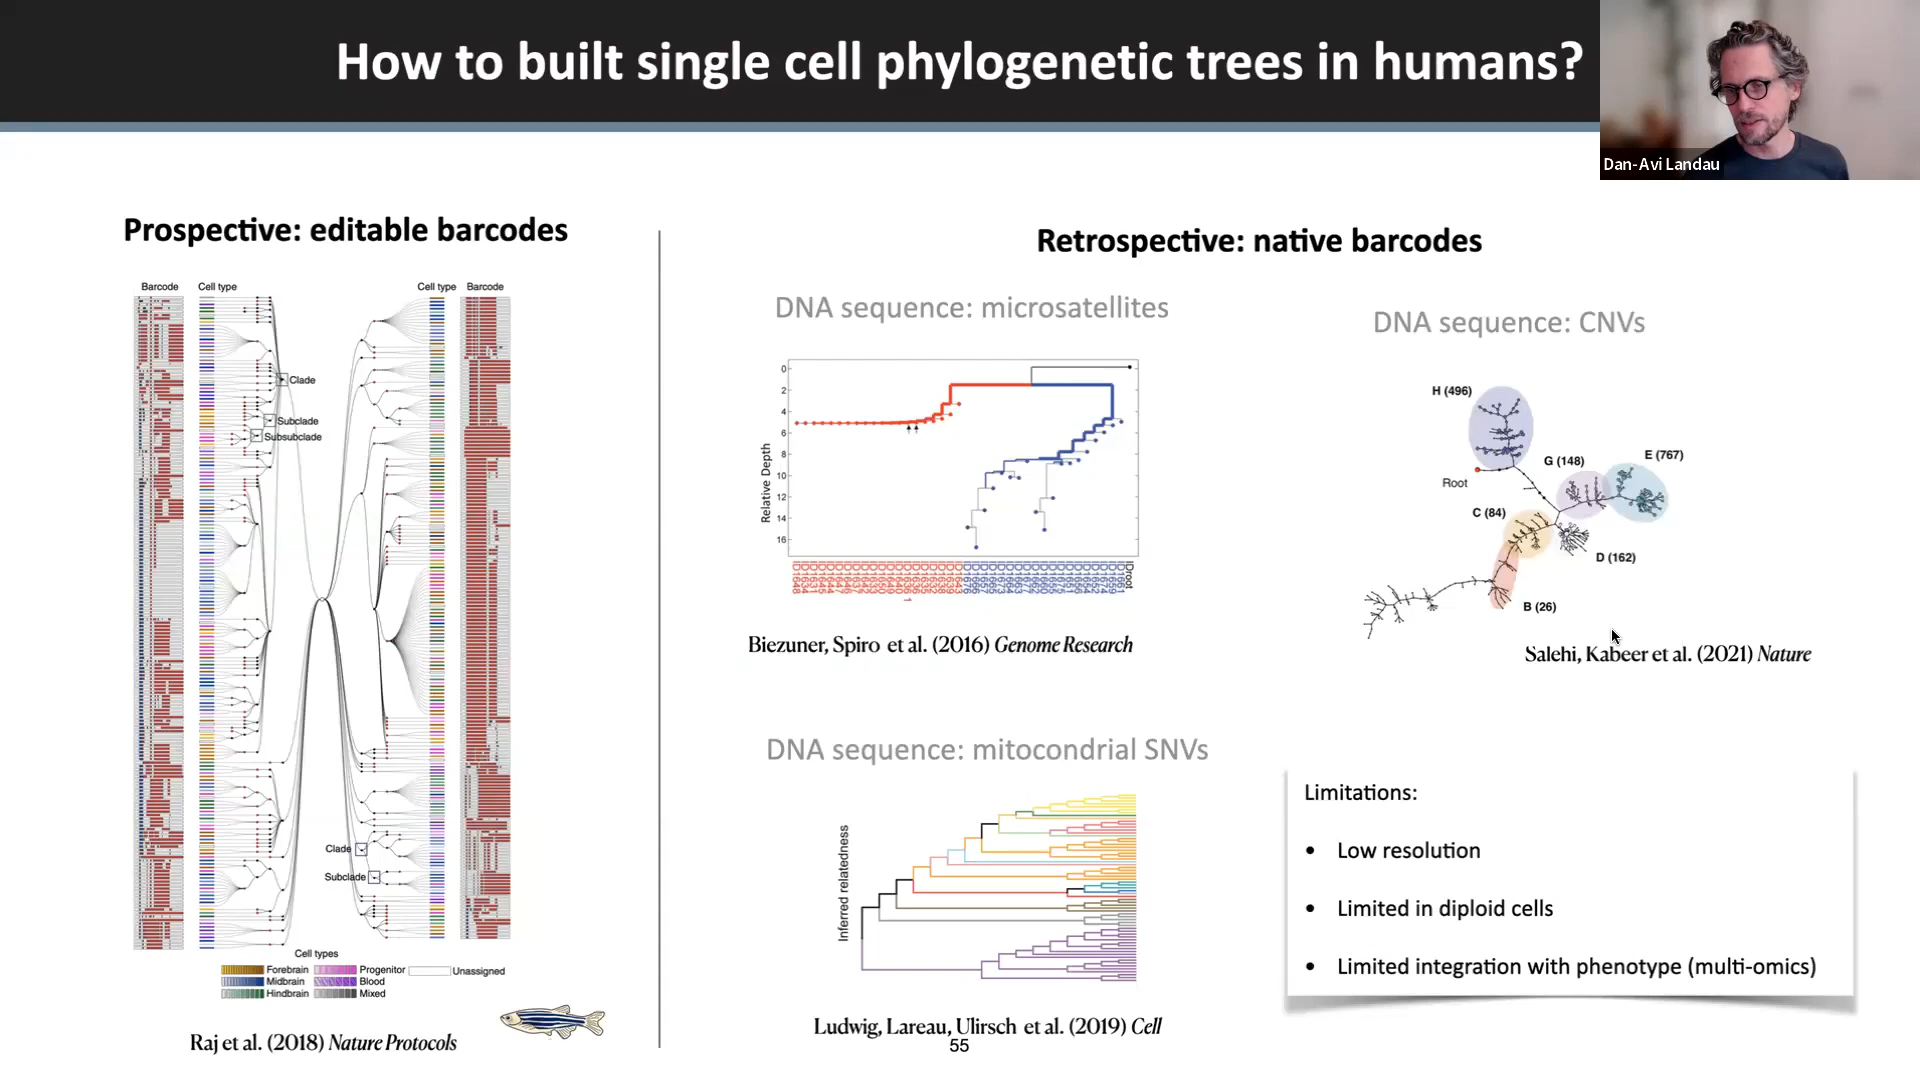 How to built single cell phylogenetic trees in humans?
Dan-Avi Landau
Prospective: editable barcodes
Barcode
Cell type
Cell type
Barcode
Clade
Subclade
Subsubclade
Clade
Subclade
Cell types
Forebrain
Progenitor
Unassigned
Midbrain
Blood
Hindbrain
Mixed
Raj et al. (2018) Nature Protocols
Retrospective: native barcodes
DNA sequence: microsatellites
Relative Depth
0
2
4
6
8
10
12
14
16
Biezuner, Spiro et al. (2016) Genome Research
DNA sequence: CNVs
H (496)
G (148)
E (767)
Root
C (84)
D (162)
B (26)
Salehi, Kabeer et al. (2021) Nature
DNA sequence: mitocondrial SNVs
Inferred relatedness
Ludwig, Lareau, Ulirsch et al. (2019) Cell
Limitations:
• Low resolution
• Limited in diploid cells
• Limited integration with phenotype (multi-omics)
55